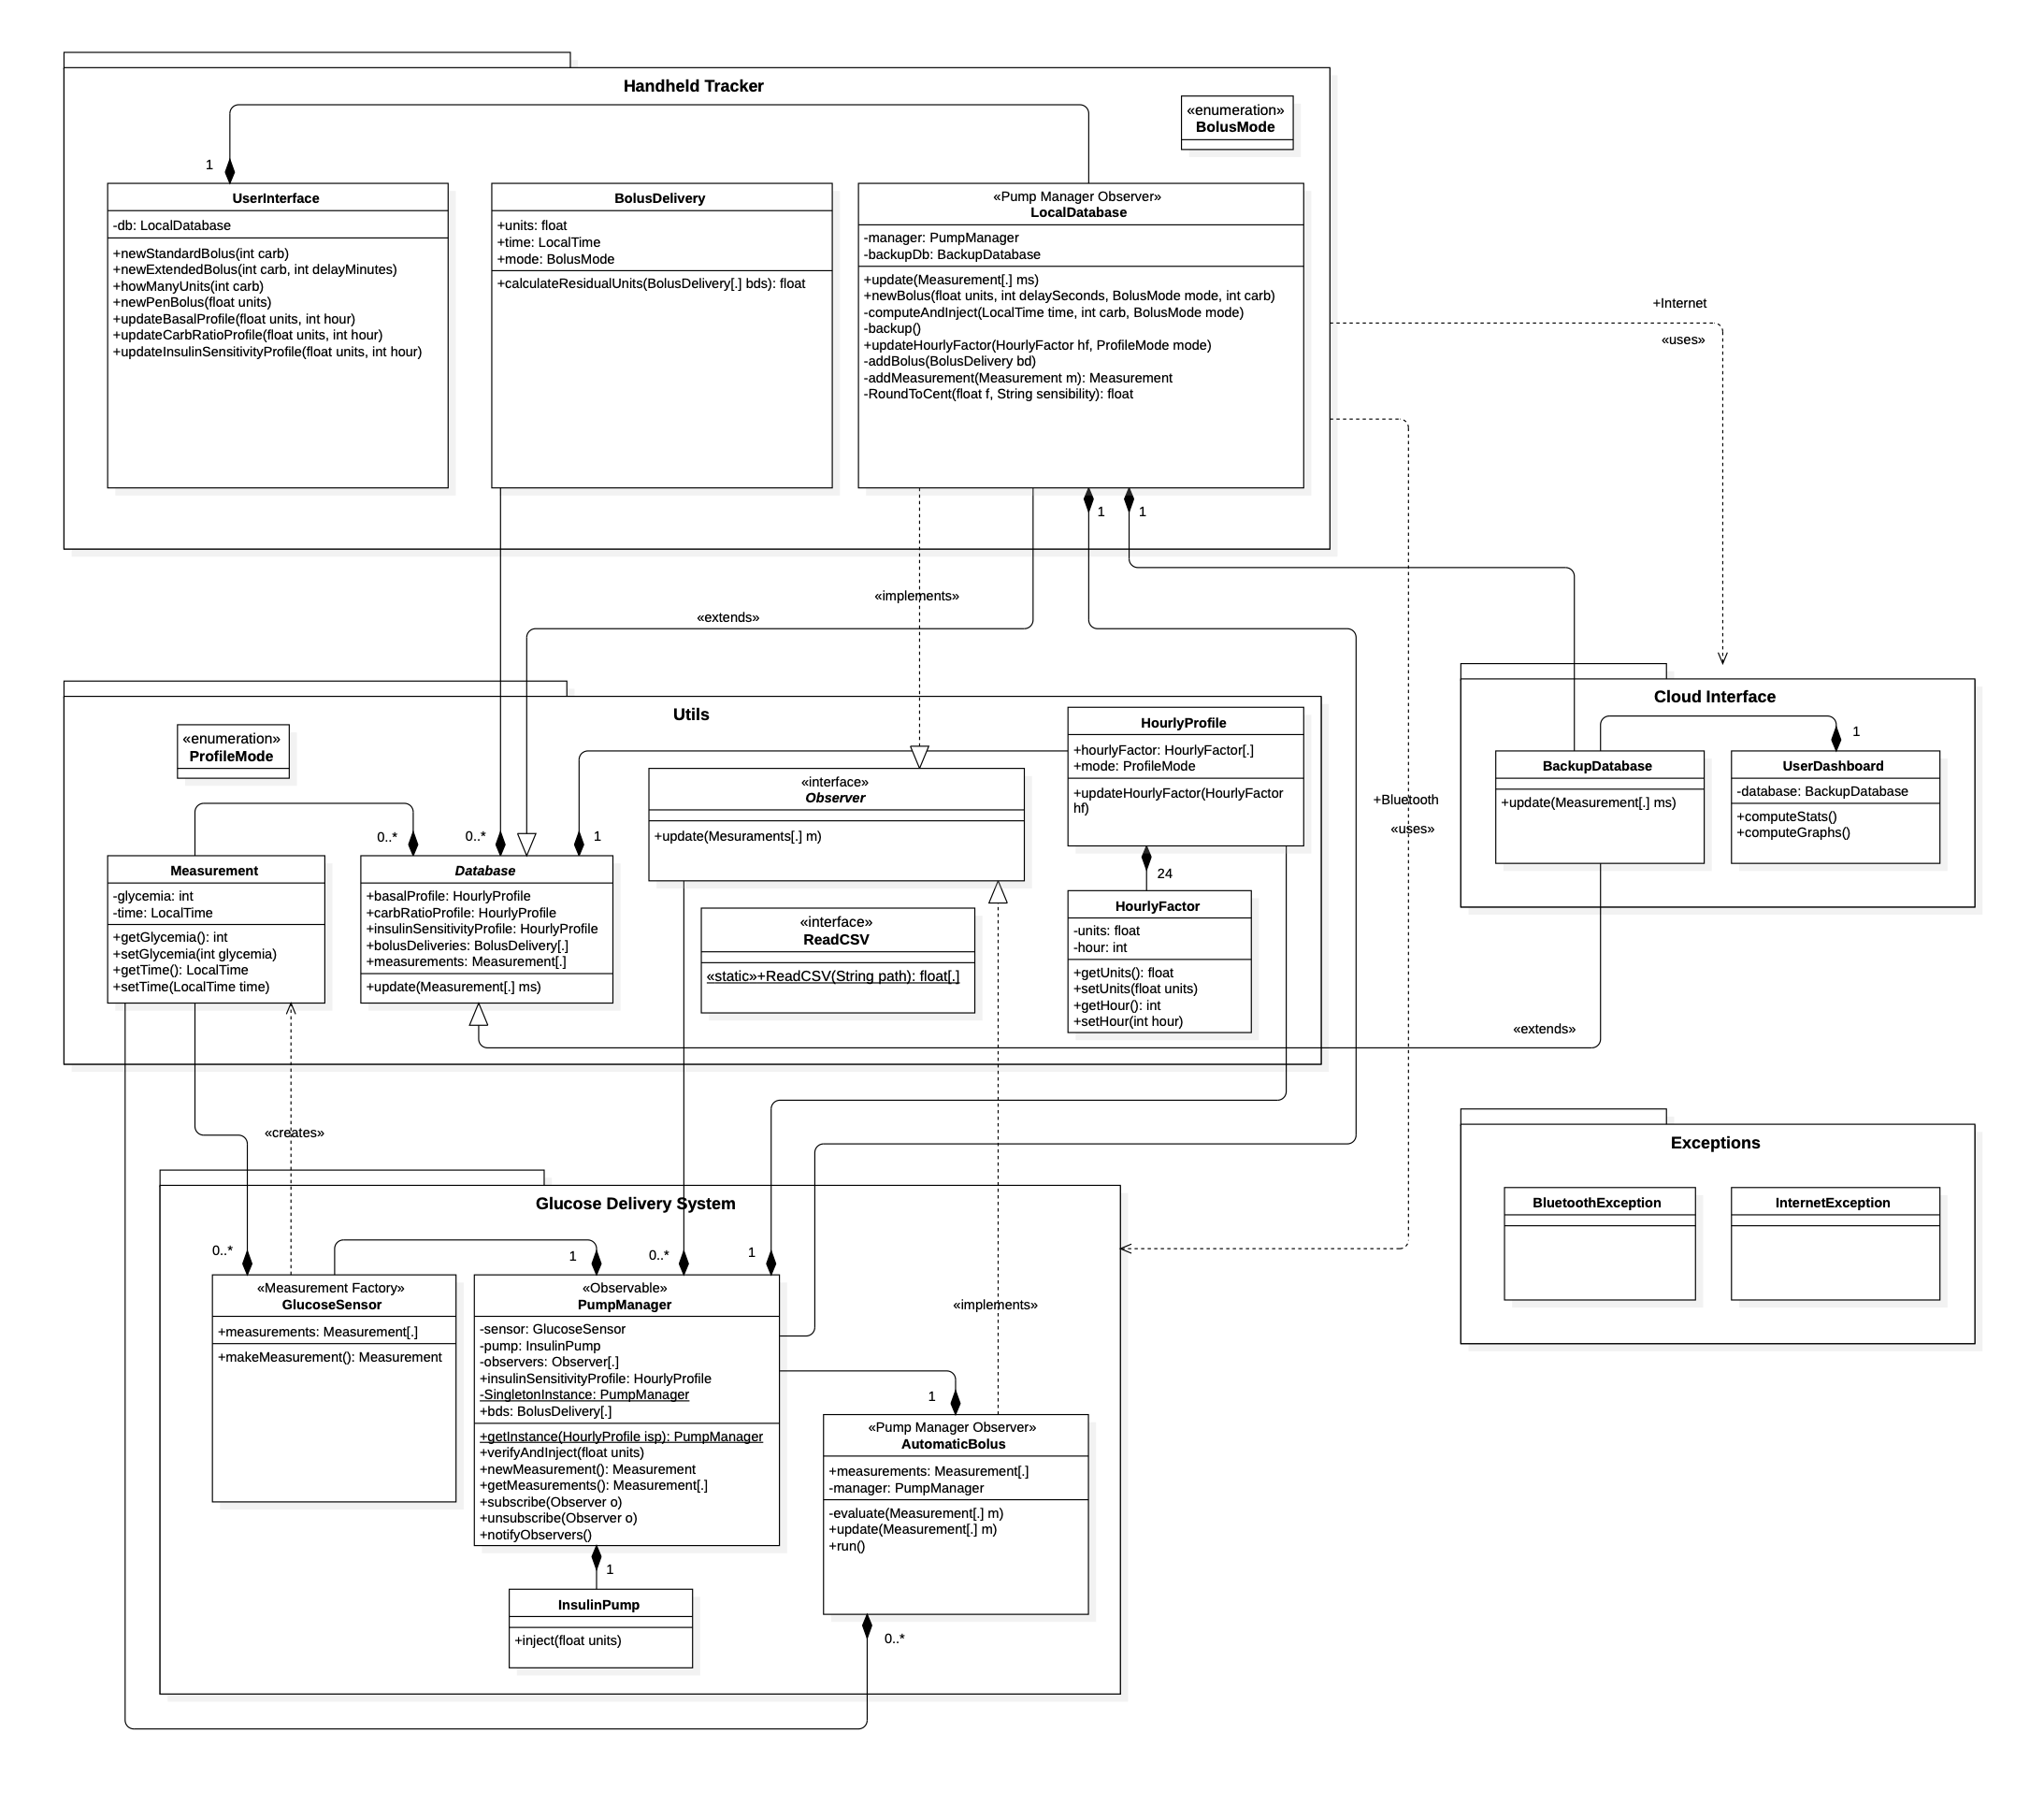 Handheld Tracker
«enumeration»
BolusMode
1
UserInterface
-db: LocalDatabase
+newStandardBolus(int carb)
+newExtendedBolus(int carb, int delayMinutes)
+howManyUnits(int carb)
+newPenBolus(float units)
+updateBasalProfile(float units, int hour)
+updateCarbRatioProfile(float units, int hour)
+updateInsulinSensitivityProfile(float units, int hour)
BolusDelivery
+units: float
+time: LocalTime
+mode: BolusMode
+calculateResidualUnits(BolusDelivery[.] bds): float
«Pump Manager Observer»
LocalDatabase
-manager: PumpManager
-backupDb: BackupDatabase
+update(Measurement[.] ms)
+newBolus(float units, int delaySeconds, BolusMode mode, int carb)
-computeAndInject(LocalTime time, int carb, BolusMode mode)
-backup()
+updateHourlyFactor(HourlyFactor hf, ProfileMode mode)
-addBolus(BolusDelivery bd)
-addMeasurement(Measurement m): Measurement
-RoundToCent(float f, String sensibility): float
+Internet
«uses»
1
1
«implements»
«extends»
Utils
«enumeration»
ProfileMode
0..*
0..*
1
Measurement
-glycemia: int
-time: LocalTime
+getGlycemia(): int
+setGlycemia(int glycemia)
+getTime(): LocalTime
+setTime(LocalTime time)
Database
+basalProfile: HourlyProfile
+carbRatioProfile: HourlyProfile
+insulinSensitivityProfile: HourlyProfile
+bolusDeliveries: BolusDelivery[.]
+measurements: Measurement[.]
+update(Measurement[.] ms)
«interface»
Observer
+update(Mesuraments[.] m)
«interface»
ReadCSV
«static»+ReadCSV(String path): float[.]
HourlyProfile
+hourlyFactor: HourlyFactor[.]
+mode: ProfileMode
+updateHourlyFactor(HourlyFactor
hf)
24
HourlyFactor
-units: float
-hour: int
+getUnits(): float
+setUnits(float units)
+getHour(): int
+setHour(int hour)
+Bluetooth
«uses»
Cloud Interface
1
BackupDatabase
+update(Measurement[.] ms)
UserDashboard
-database: BackupDatabase
+computeStats()
+computeGraphs()
«extends»
«creates»
Exceptions
BluetoothException
InternetException
Glucose Delivery System
0..*
1
0..*
1
«Measurement Factory»
GlucoseSensor
+measurements: Measurement[.]
+makeMeasurement(): Measurement
«Observable»
PumpManager
-sensor: GlucoseSensor
-pump: InsulinPump
-observers: Observer[.]
+insulinSensitivityProfile: HourlyProfile
-SingletonInstance: PumpManager
+bds: BolusDelivery[.]
+getInstance(HourlyProfile isp): PumpManager
+verifyAndInject(float units)
+newMeasurement(): Measurement
+getMeasurements(): Measurement[.]
+subscribe(Observer o)
+unsubscribe(Observer o)
+notifyObservers()
«implements»
1
«Pump Manager Observer»
AutomaticBolus
+measurements: Measurement[.]
-manager: PumpManager
-evaluate(Measurement[.] m)
+update(Measurement[.] m)
+run()
1
InsulinPump
+inject(float units)
0..*